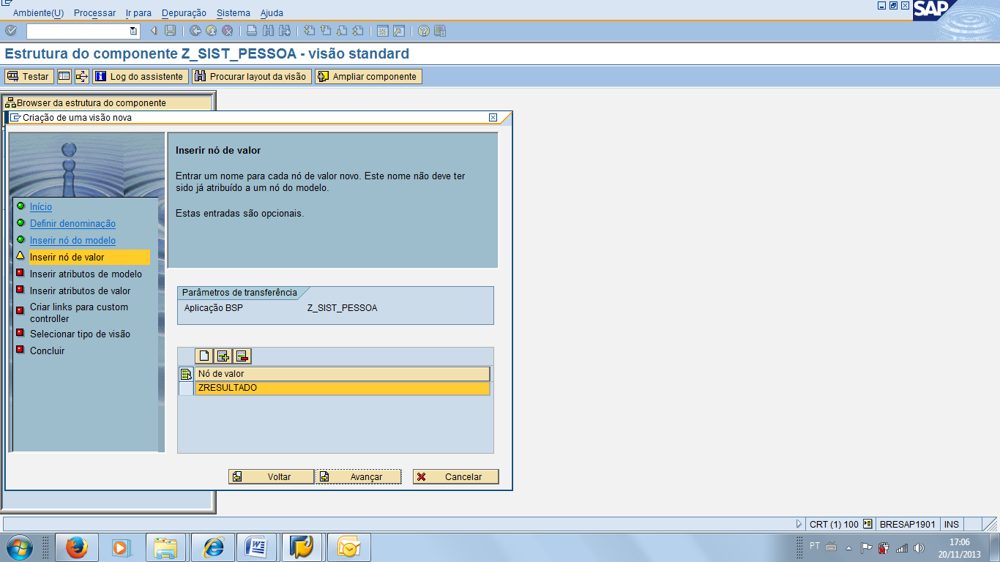 Ambiente(U) Processar Ir para Depuração Sistema Ajuda
SAP
Estrutura do componente Z_SIST_PESSOA - visão standard
Testar Log do assistente Procurar layout da visão Ampliar componente
Browser da estrutura do componente
Criação de uma visão nova
Início
Definir denominação
Inserir nó do modelo
Inserir nó de valor
Inserir atributos de modelo
Inserir atributos de valor
Criar links para custom
controller
Selecionar tipo de visão
Concluir
Inserir nó de valor
Entrar um nome para cada nó de valor novo. Este nome não deve ter
sido já atribuído a um nó do modelo.
Estas entradas são opcionais.
Parâmetros de transferência
Aplicação BSP Z_SIST_PESSOA
Nó de valor
ZRESULTADO
Voltar Avançar Cancelar
CRT (1) 100 BRESAP1901 INS
PT 17:06
20/11/2013